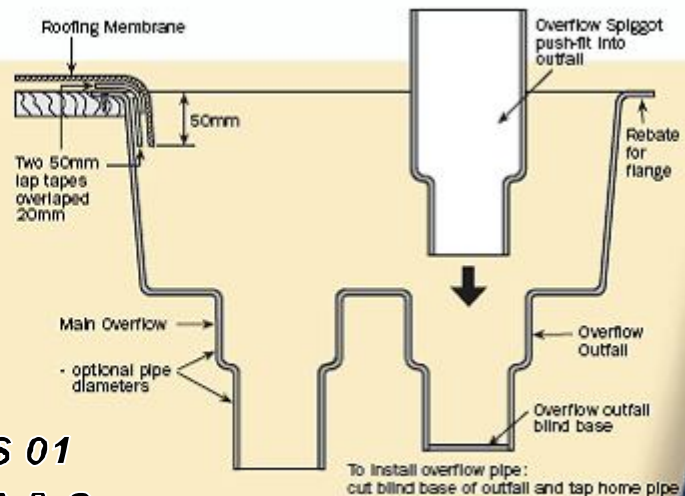 Roofing Membrane
Overflow Spiggot
push-fit into
outfall
50mm
Rebate
for
flange
Two 50mm
lap tapes
overlaped
20mm
Main Overflow
- optional pipe
diameters
Overflow
Outfall
Overflow outfall
blind base
S 01
To install overflow pipe:
cut blind base of outfall and tap home pipe